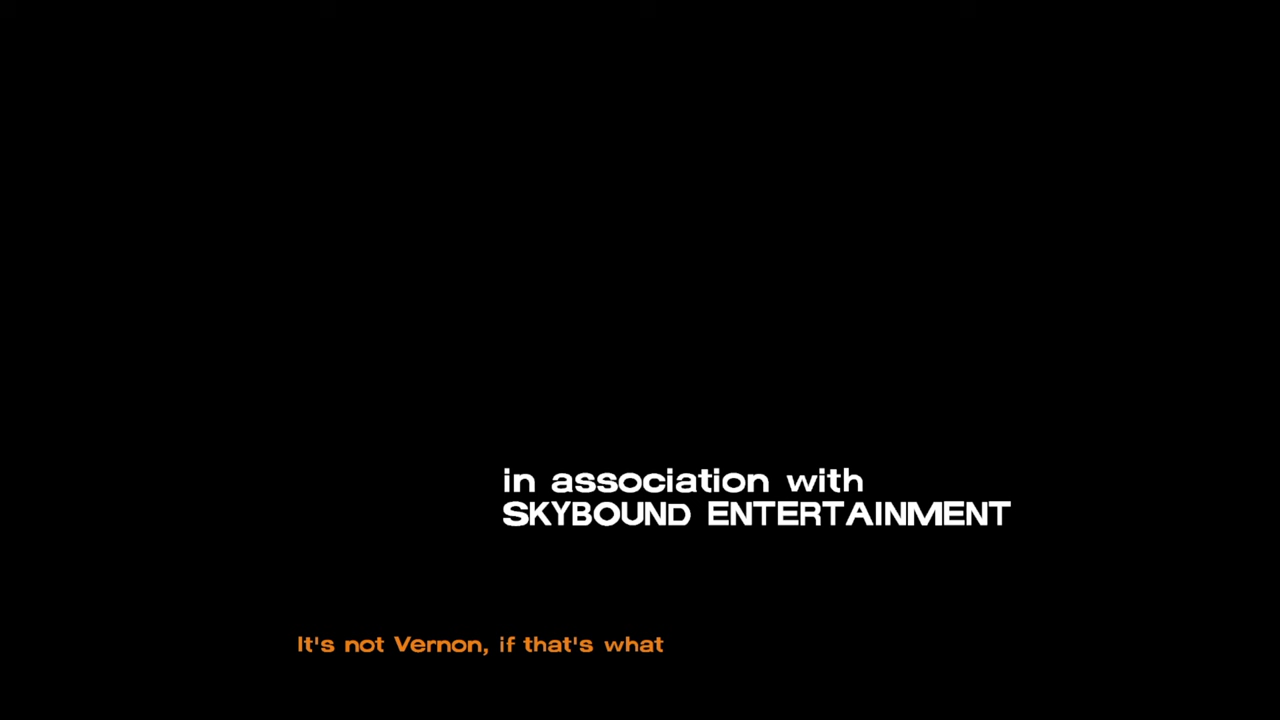 in association with
SKYBOUND ENTERTAINMENT
It's not Vernon, if that's what